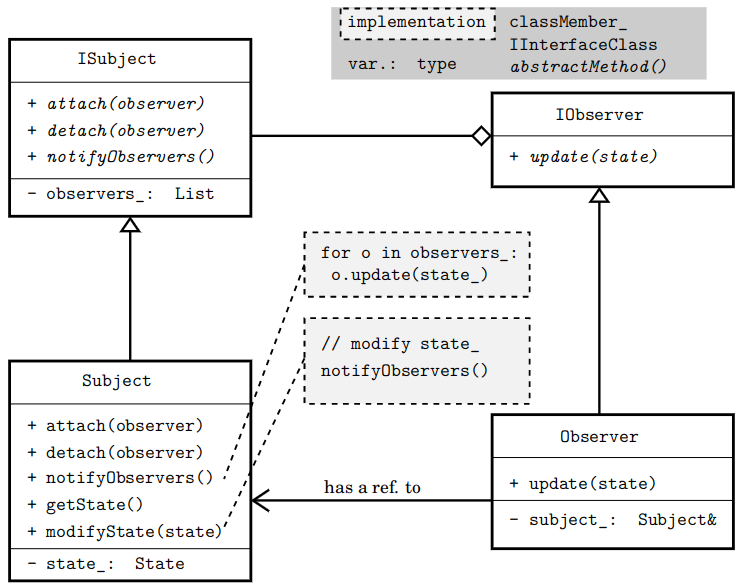 implementation classMember_
IInterfaceClass
var.: type abstractMethod()
ISubject
+ attach(observer)
+ detach(observer)
+ notifyObservers()
- observers_: List
IObserver
+ update(state)
for o in observers_:
o.update(state_)
// modify state_
notifyObservers()
Subject
+ attach(observer)
+ detach(observer)
+ notifyObservers()
+ getState()
+ modifyState(state)
- state_: State
has a ref. to
Observer
+ update(state)
- subject_: Subject&